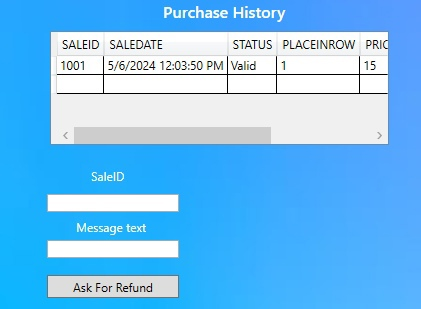 Purchase History
SALEID SALEDATE STATUS PLACEINROW PRIC
1001 5/6/2024 12:03:50 PM Valid 1 15
SaleID
Message text
Ask For Refund